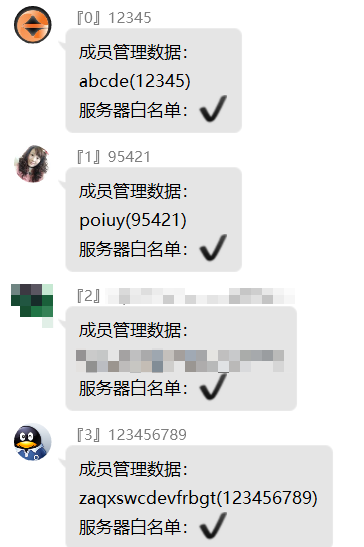 『0』12345
成员管理数据：
abcde(12345)
服务器白名单：✔
『1』95421
成员管理数据：
poiuy(95421)
服务器白名单：✔
『2』
成员管理数据：
服务器白名单：✔
『3』123456789
成员管理数据：
zaqxswcdevfrbgt(123456789)
服务器白名单：✔